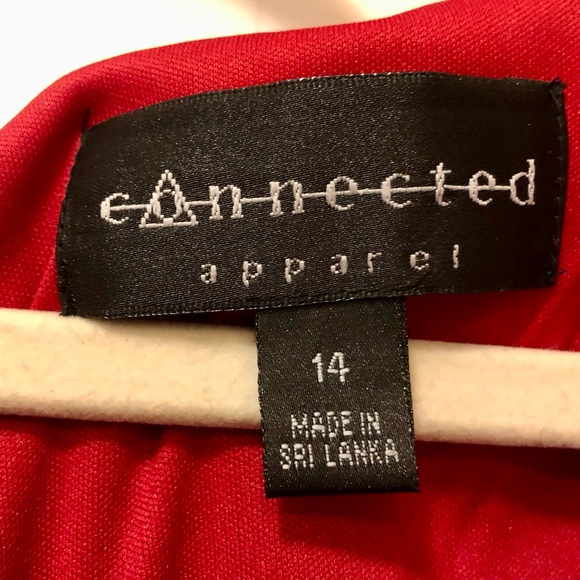 connected
apparel
14
MADE IN
SRI LANKA